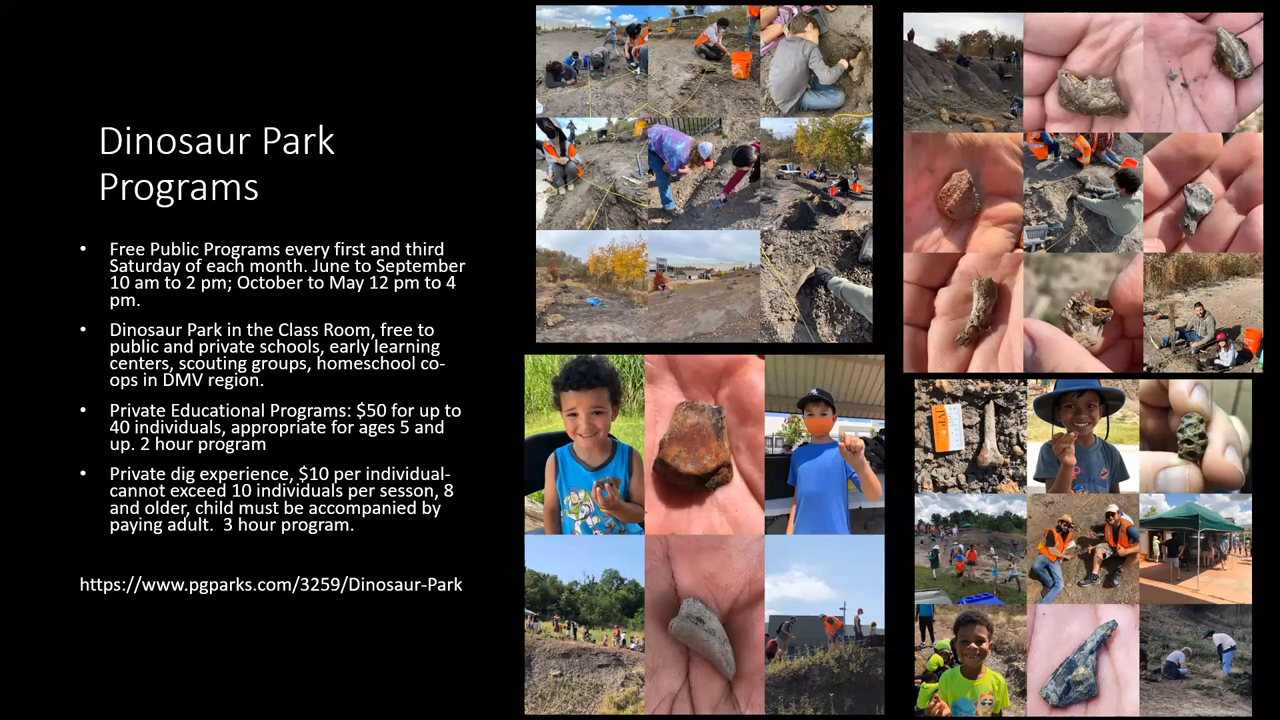 Dinosaur Park
Programs
• Free Public Programs every first and third
Saturday of each month. June to September
10 am to 2 pm; October to May 12 pm to 4
pm.
• Dinosaur Park in the Class Room, free to
public and private schools, early learning
centers, scouting groups, homeschool co-
ops in DMV region.
• Private Educational Programs: $50 for up to
40 individuals, appropriate for ages 5 and
up. 2 hour program
• Private dig experience, $10 per individual-
cannot exceed 10 individuals per sesson, 8
and older, child must be accompanied by
paying adult.  3 hour program.
https://www.pgparks.com/3259/Dinosaur-Park